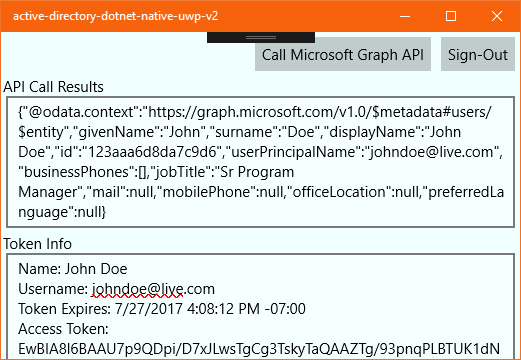 active-directory-dotnet-native-uwp-v2
Call Microsoft Graph API
Sign-Out
API Call Results
{"@odata.context":"https://graph.microsoft.com/v1.0/$metadata#users/
$entity","givenName":"John","surname":"Doe","displayName":"John
Doe","id":"123aaa6d8da7c9d6","userPrincipalName":"johndoe@live.com",
"businessPhones":[],"jobTitle":"Sr Program
Manager","mail":null,"mobilePhone":null,"officeLocation":null,"preferredLa
nguage":null}
Token Info
Name: John Doe
Username: johndoe@live.com
Token Expires: 7/27/2017 4:08:12 PM -07:00
Access Token:
EwBIA8l6BAAU7p9QDpi/D7xJLwsTgCg3TskyTaQAAZTg/93pnqPLBTUK1dN